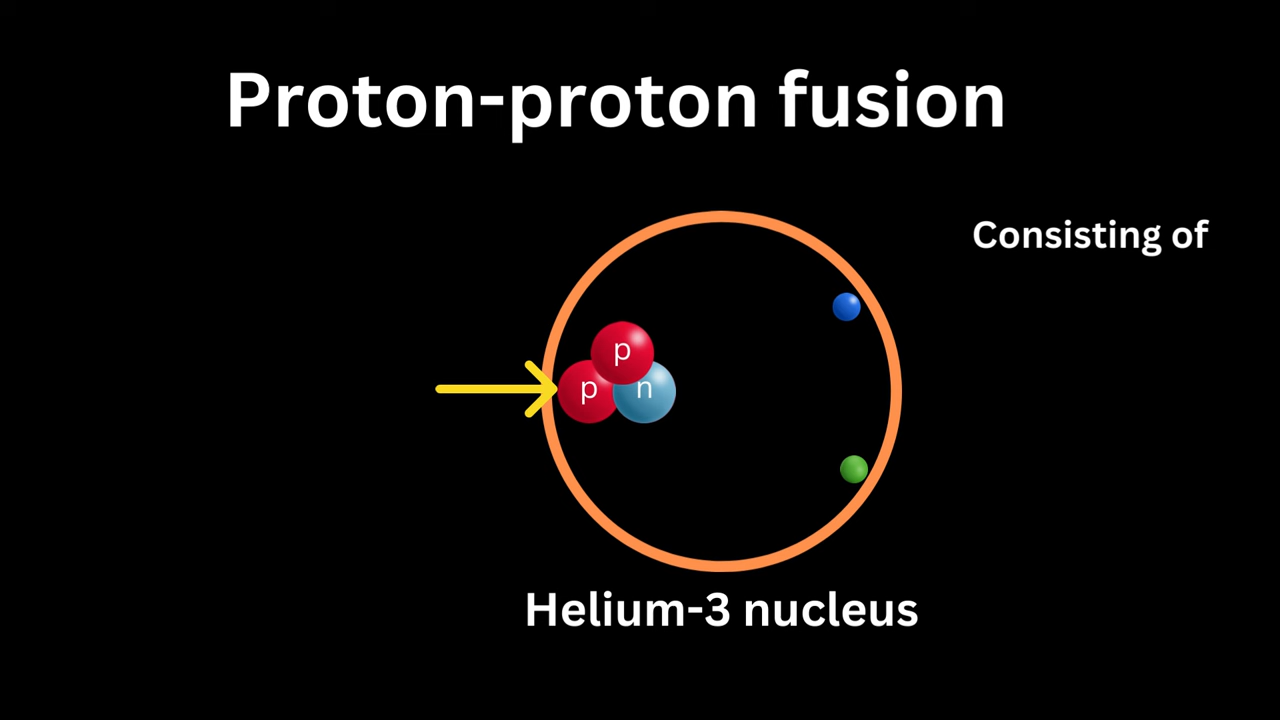 Proton-proton fusion
Consisting of
p
p n
Helium-3 nucleus